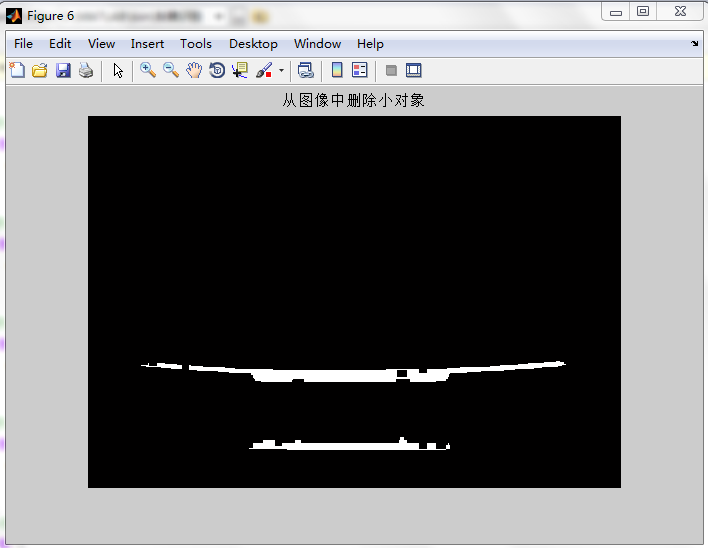 Figure 6
File Edit View Insert Tools Desktop Window Help
从图像中删除小对象